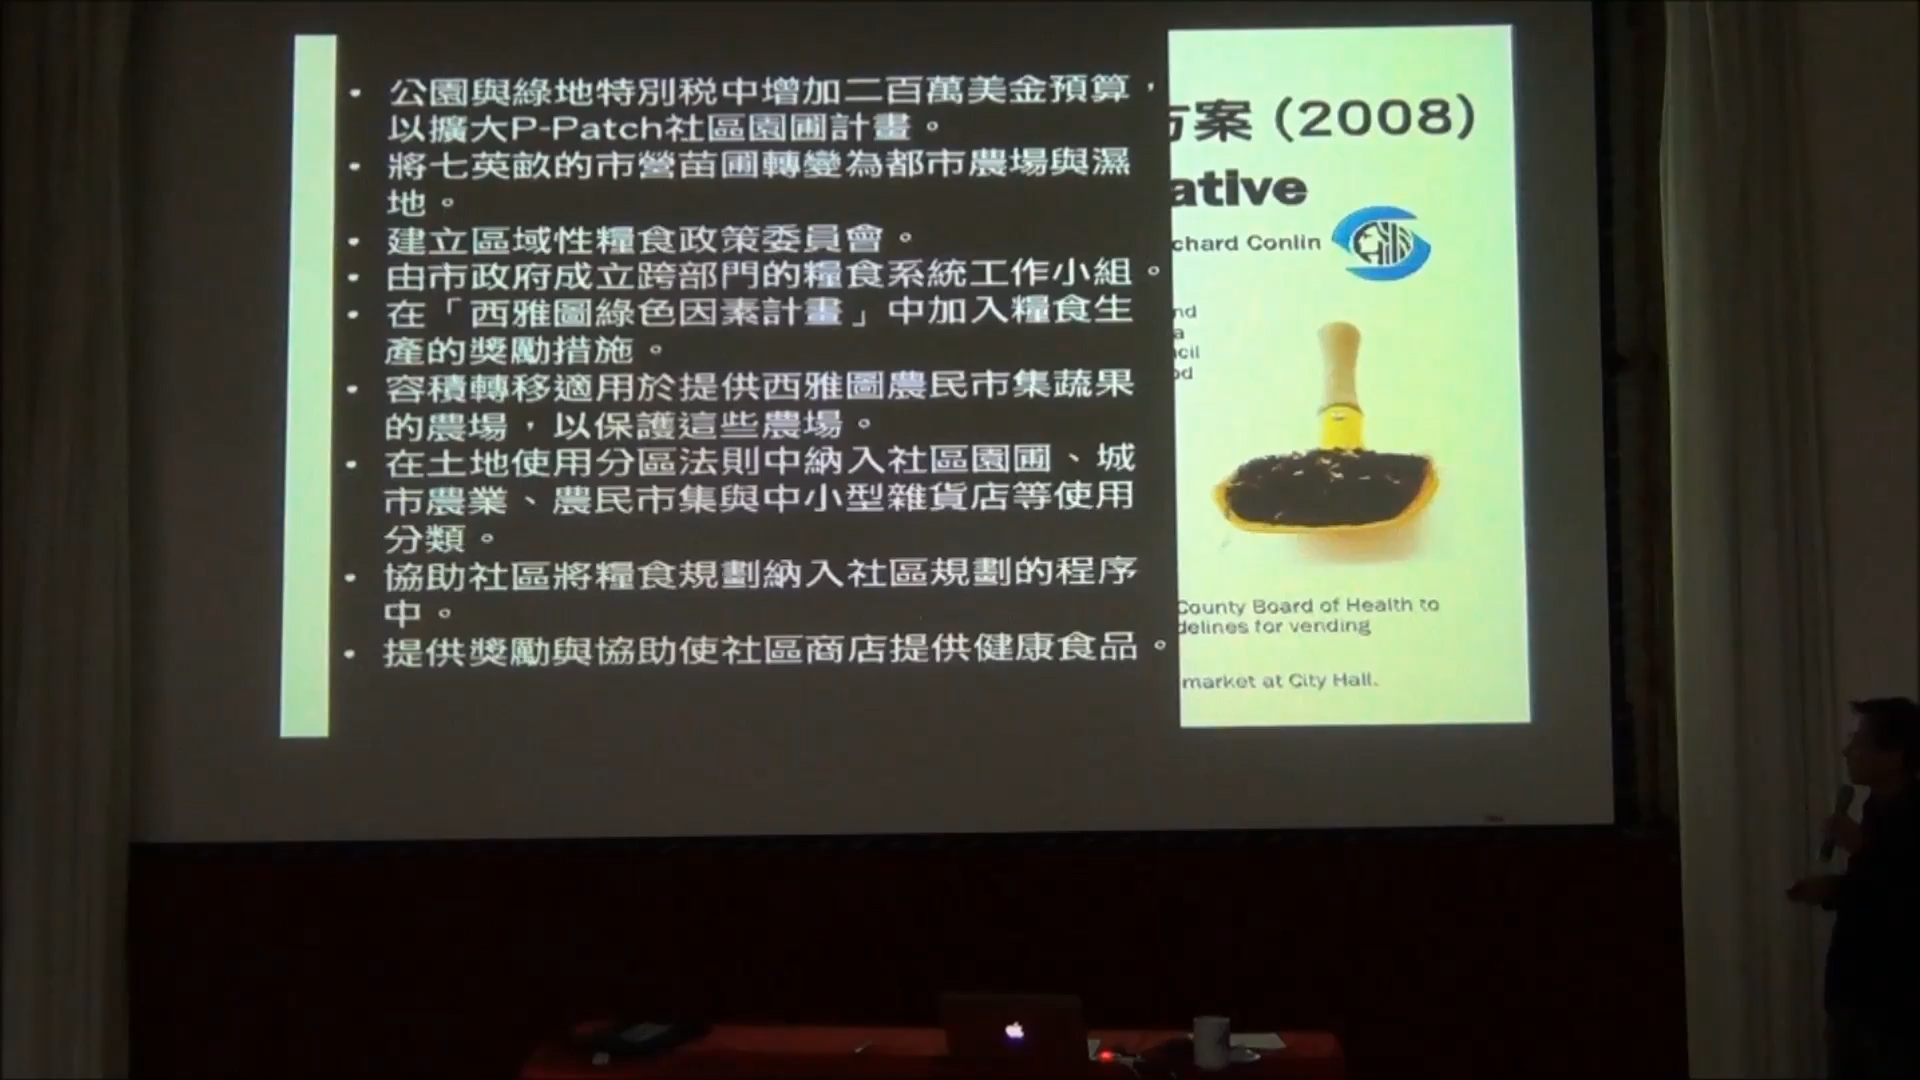 • 公園與綠地特別税中增加二百萬美金預算，
以擴大P-Patch社區園圃計畫。
• 將七英畝的市營苗圃轉變為都市農場與濕
地。
• 建立區域性糧食政策委員會。
• 由市政府成立跨部門的糧食系統工作小組。
• 在「西雅圖綠色因素計畫」中加入糧食生
產的獎勵措施。
• 容積轉移適用於提供西雅圖農民市集蔬果
的農場，以保護這些農場。
• 在土地使用分區法則中納入社區園圃、城
市農業、農民市集與中小型雜貨店等使用
分類。
• 協助社區將糧食規劃納入社區規劃的程序
中。
• 提供獎勵與協助使社區商店提供健康食品。
方案 (2008)
ative
chard Conlin
nd
a
cil
od
County Board of Health to
delines for vending
market at City Hall.